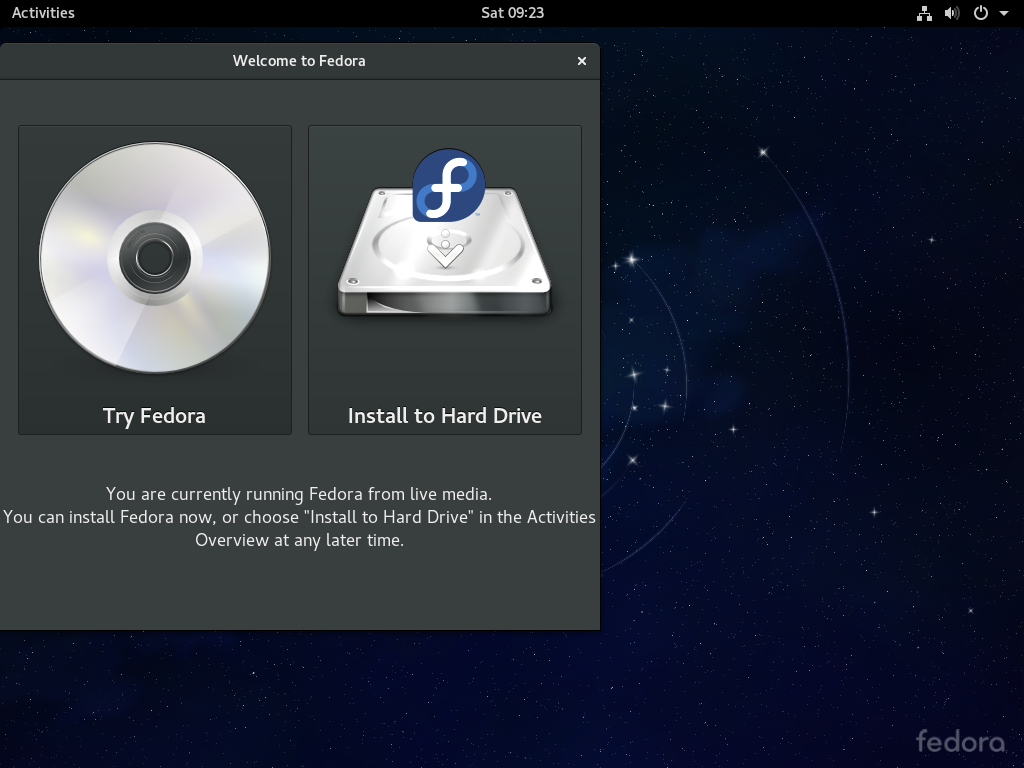 Activities
Sat 09:23
Welcome to Fedora
Try Fedora
Install to Hard Drive
You are currently running Fedora from live media.
You can install Fedora now, or choose "Install to Hard Drive" in the Activities
Overview at any later time.
fedora